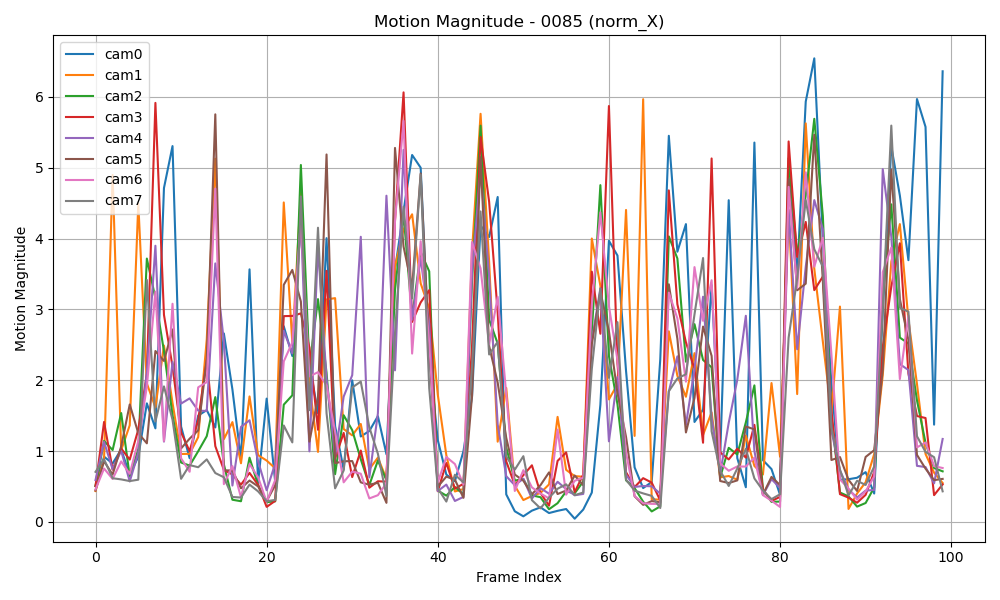 Motion Magnitude - 0085 (norm_X)
cam0
cam1
cam2
cam3
cam4
cam5
cam6
cam7
Motion Magnitude
6
5
4
3
2
1
0
0 20 40 60 80 100
Frame Index